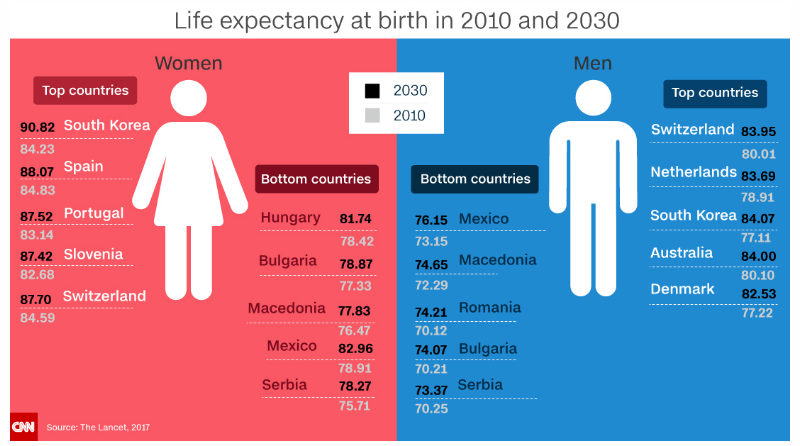 Life expectancy at birth in 2010 and 2030
Women
Men
2030
2010
Top countries
90.82 South Korea
84.23
88.07 Spain
84.83
87.52 Portugal
83.14
87.42 Slovenia
82.68
87.70 Switzerland
84.59
Bottom countries
Hungary 81.74
78.42
Bulgaria 78.87
77.33
Macedonia 77.83
76.47
Mexico 82.96
78.91
Serbia 78.27
75.71
Bottom countries
76.15 Mexico
73.15
74.65 Macedonia
72.29
74.21 Romania
70.12
74.07 Bulgaria
70.21
73.37 Serbia
70.25
Top countries
Switzerland 83.95
80.01
Netherlands 83.69
78.91
South Korea 84.07
77.11
Australia 84.00
80.10
Denmark 82.53
77.22
CNN Source: The Lancet, 2017